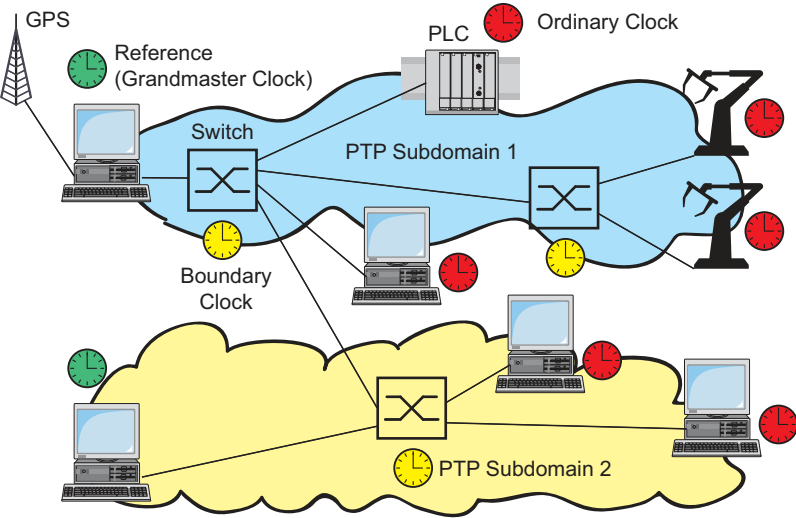 GPS
Reference
(Grandmaster Clock)
PLC
Ordinary Clock
Switch
PTP Subdomain 1
Boundary
Clock
PTP Subdomain 2